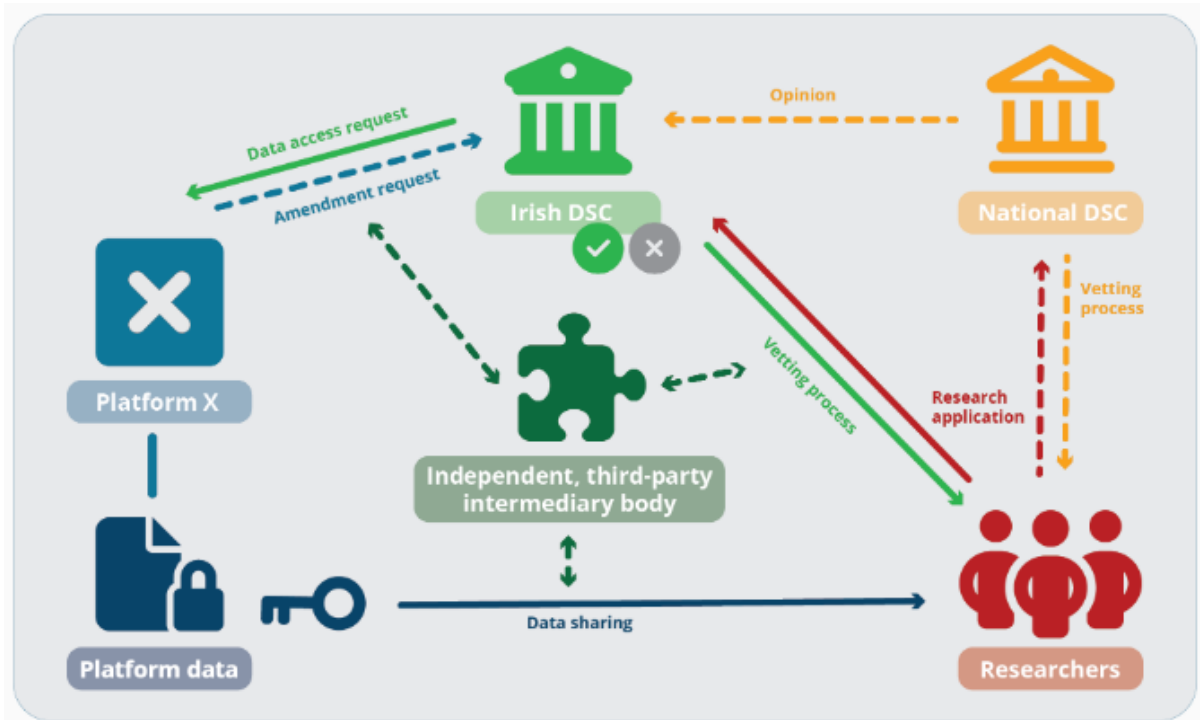 Opinion
Data access request
Amendment request
Irish DSC
National DSC
Vetting
process
Vetting process
Platform X
Research
application
Independent, third-party
intermediary body
Data sharing
Platform data
Researchers